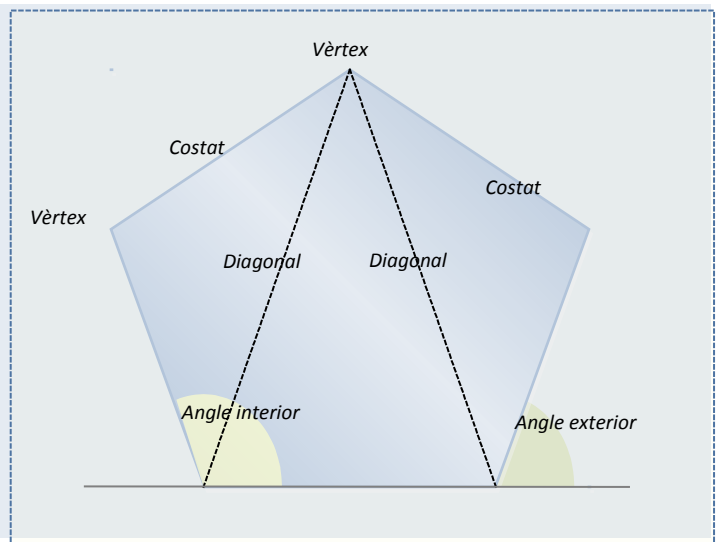 Vèrtex
Costat
Costat
Vèrtex
Diagonal
Diagonal
Angle interior
Angle exterior